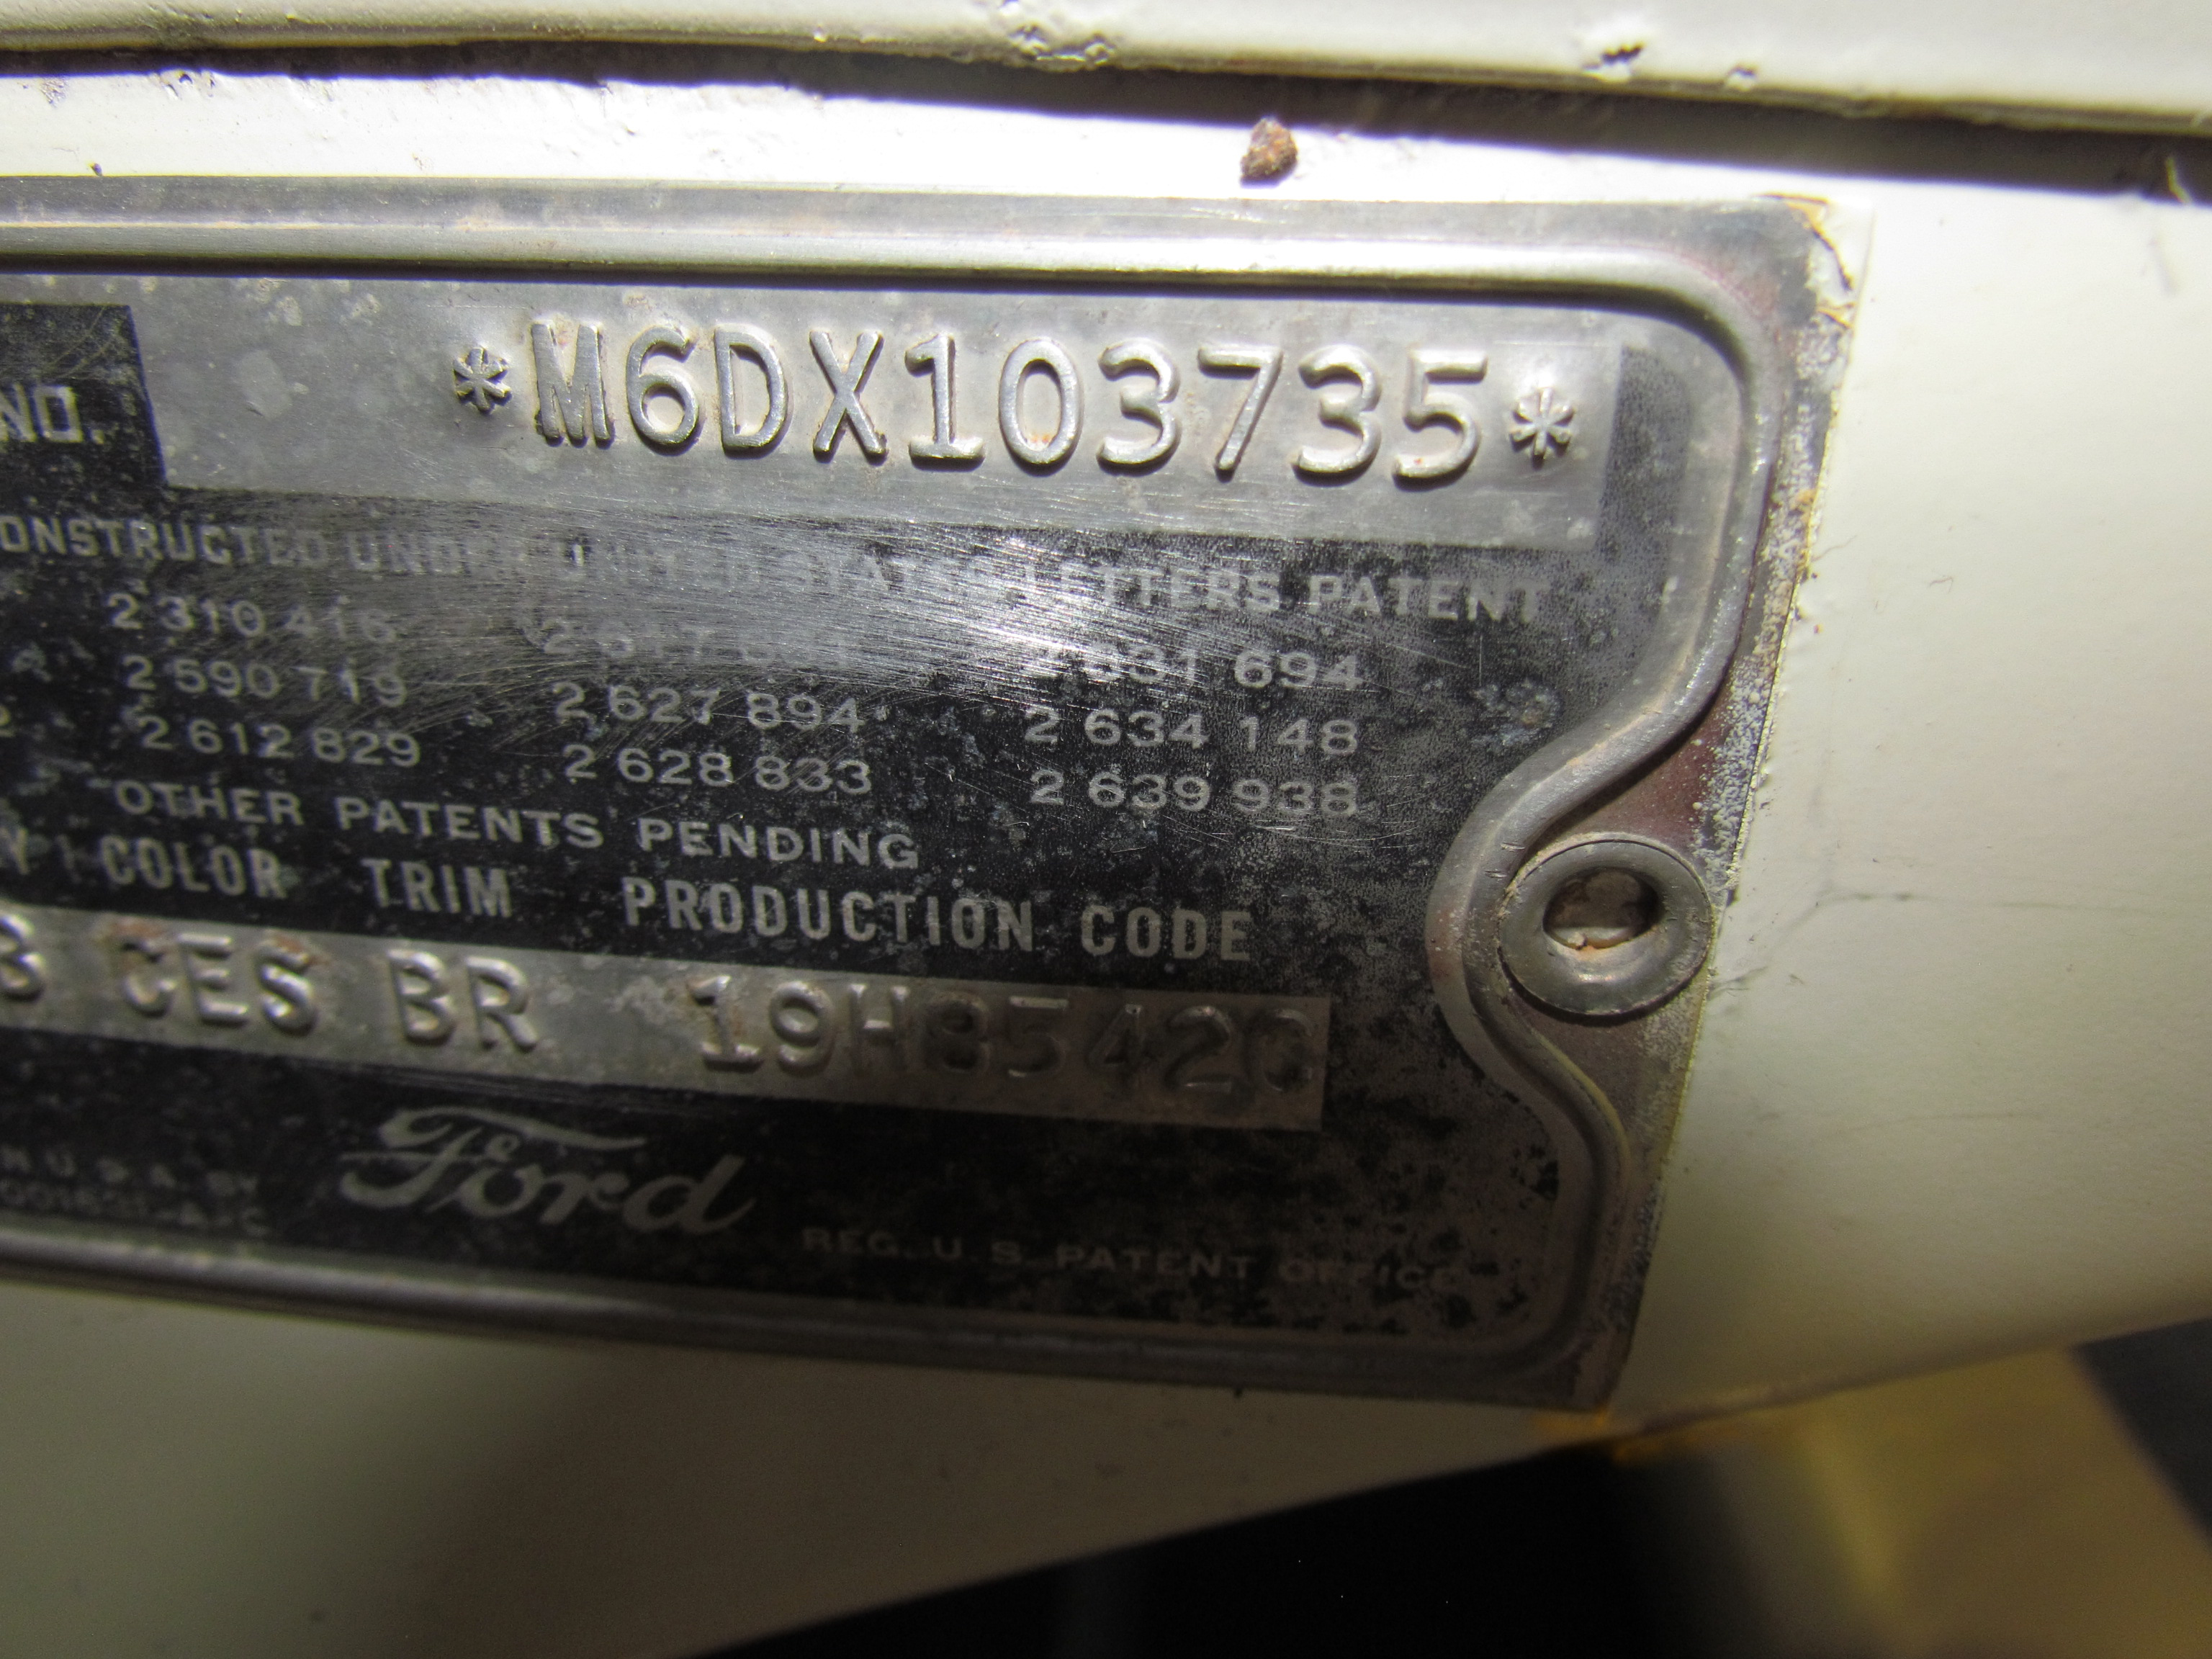 NO. *M6DX103735*
CONSTRUCTED UNDER UNITED STATES LETTERS PATENT
2 310 416 2 631 694
2 590 719 2 627 894 2 634 148
2 612 829 2 628 833 2 639 938
OTHER PATENTS PENDING
COLOR TRIM PRODUCTION CODE
CES BR 19H85420
Ford
REG. U. S. PATENT OFFICE